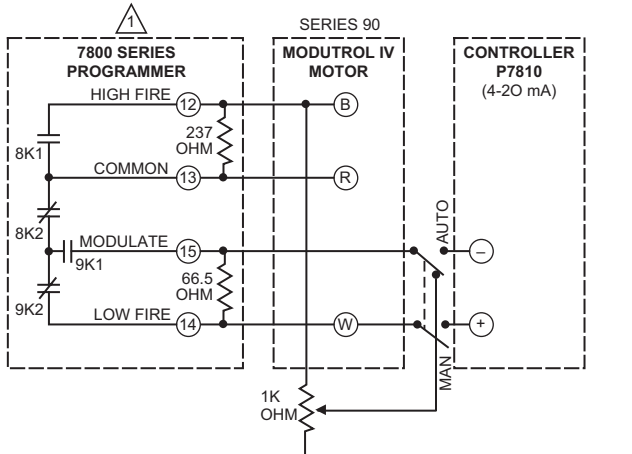 1
SERIES 90
7800 SERIES
PROGRAMMER
MODUTROL IV
MOTOR
CONTROLLER
P7810
(4-2O mA)
HIGH FIRE
12
B
237
OHM
8K1
COMMON
13
R
8K2
MODULATE
15
9K1
AUTO
–
66.5
OHM
9K2
LOW FIRE
14
W
+
MAN
1K
OHM